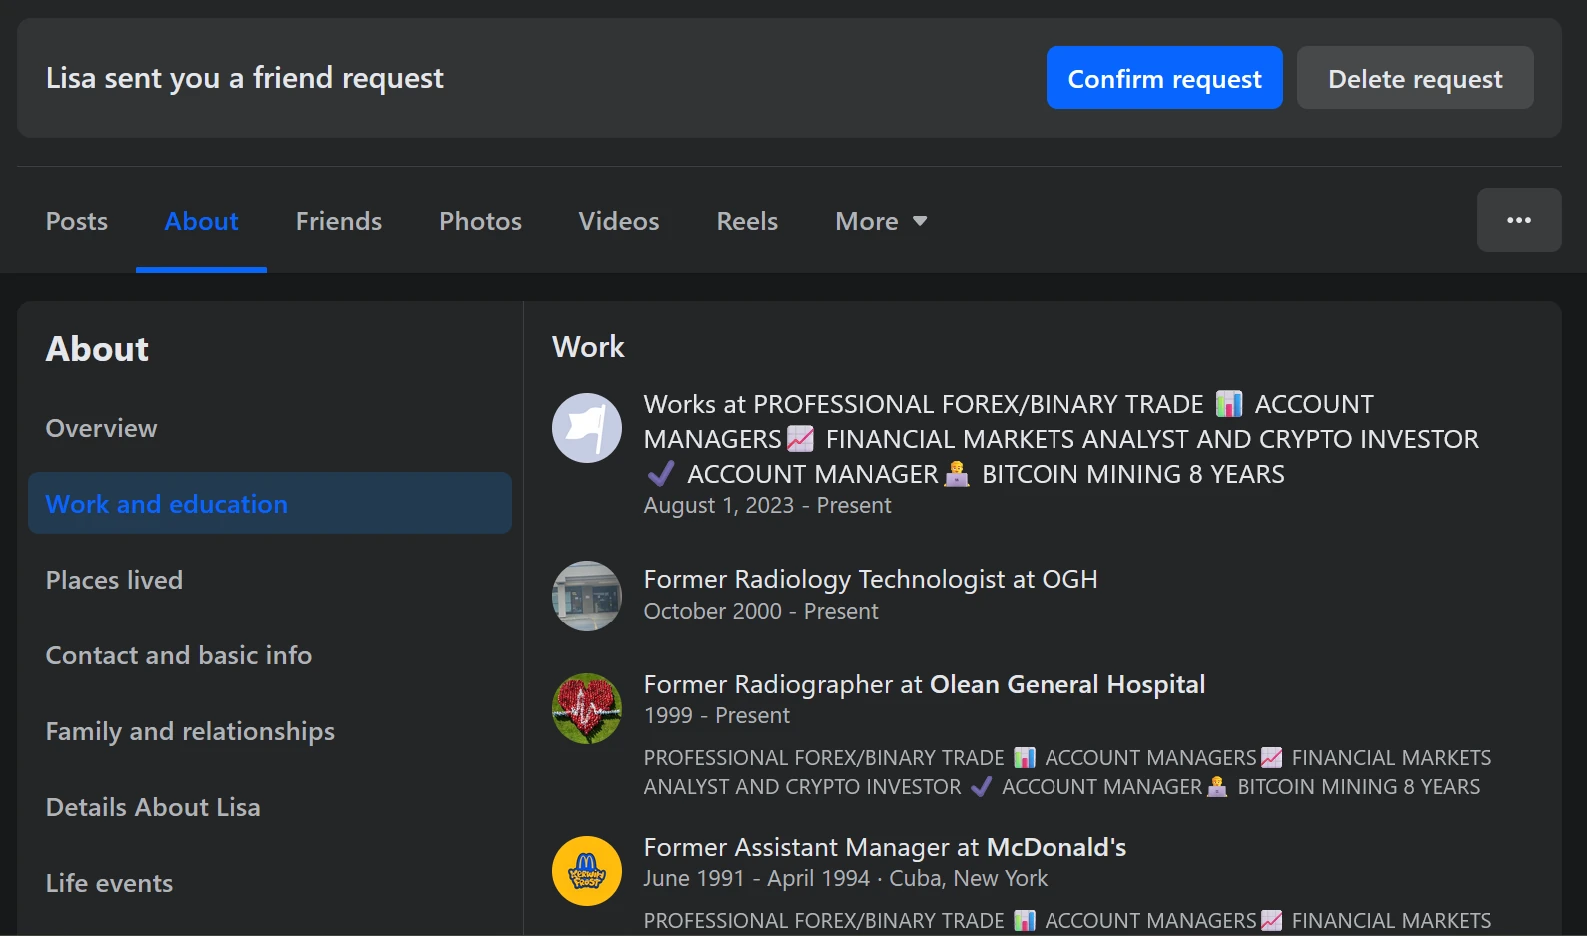 Lisa sent you a friend request
Confirm request
Delete request
Posts
About
Friends
Photos
Videos
Reels
More
About
Overview
Work and education
Places lived
Contact and basic info
Family and relationships
Details About Lisa
Life events
Work
Works at PROFESSIONAL FOREX/BINARY TRADE 📊 ACCOUNT
MANAGERS📈 FINANCIAL MARKETS ANALYST AND CRYPTO INVESTOR
✔️ ACCOUNT MANAGER🧑‍💻 BITCOIN MINING 8 YEARS
August 1, 2023 - Present
Former Radiology Technologist at OGH
October 2000 - Present
Former Radiographer at Olean General Hospital
1999 - Present
PROFESSIONAL FOREX/BINARY TRADE 📊 ACCOUNT MANAGERS📈 FINANCIAL MARKETS
ANALYST AND CRYPTO INVESTOR ✔️ ACCOUNT MANAGER🧑‍💻 BITCOIN MINING 8 YEARS
KERWIN
FROST
Former Assistant Manager at McDonald's
June 1991 - April 1994 · Cuba, New York
PROFESSIONAL FOREX/BINARY TRADE 📊 ACCOUNT MANAGERS📈 FINANCIAL MARKETS